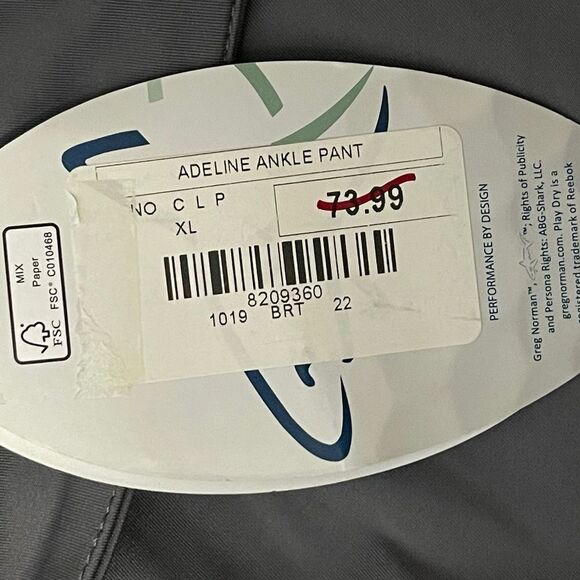 ADELINE ANKLE PANT
NO C L P
73.99
XL
8209360
1019 BRT 22
MIX
Paper
FSC® C010468
FSC
PERFORMANCE BY DESIGN
Greg Norman™, ™; Rights of Publicity
and Persona Rights: ABG-Shark, LLC.
gregnorman.com. Play Dry is a
registered trademark of Reebok